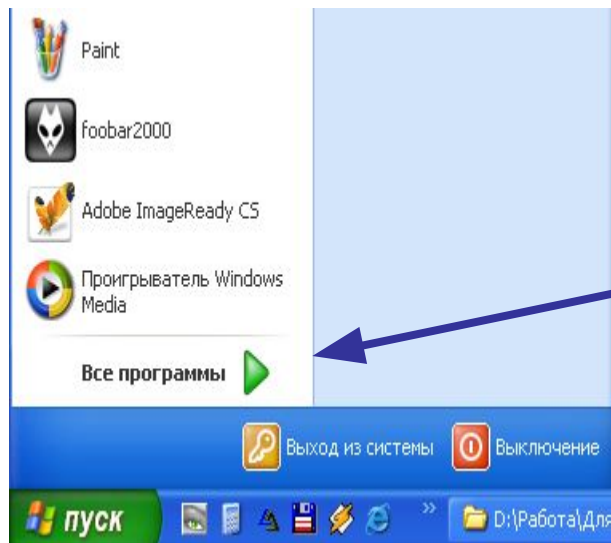 Paint
foobar2000
Adobe ImageReady CS
Проигрыватель Windows
Media
Все программы
Выход из системы
Выключение
пуск
»
D:\Работа\Для